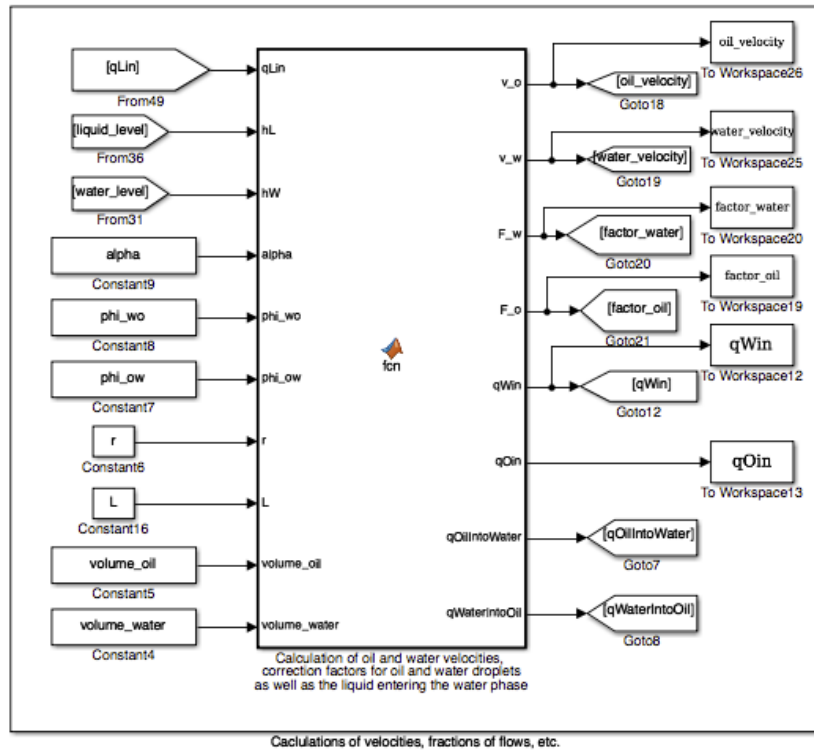 [qLin]
From49
[liquid_level]
From36
[water_level]
From31
alpha
Constant9
phi_wo
Constant8
phi_ow
Constant7
r
Constant6
L
Constant16
volume_oil
Constant5
volume_water
Constant4
qLin
hL
hW
alpha
phi_wo
phi_ow
r
L
volume_oil
volume_water
fcn
v_o
v_w
F_w
F_o
qWin
qOin
qOilIntoWater
qWaterIntoOil
Calculation of oil and water velocities,
correction factors for oil and water droplets
as well as the liquid entering the water phase
oil_velocity
To Workspace26
[oil_velocity]
Goto18
water_velocity
To Workspace25
[water_velocity]
Goto19
factor_water
To Workspace20
[factor_water]
Goto20
factor_oil
To Workspace19
[factor_oil]
Goto21
qWin
To Workspace12
[qWin]
Goto12
qOin
To Workspace13
[qOilIntoWater]
Goto7
[qWaterIntoOil]
Goto8
Caclulations of velocities, fractions of flows, etc.